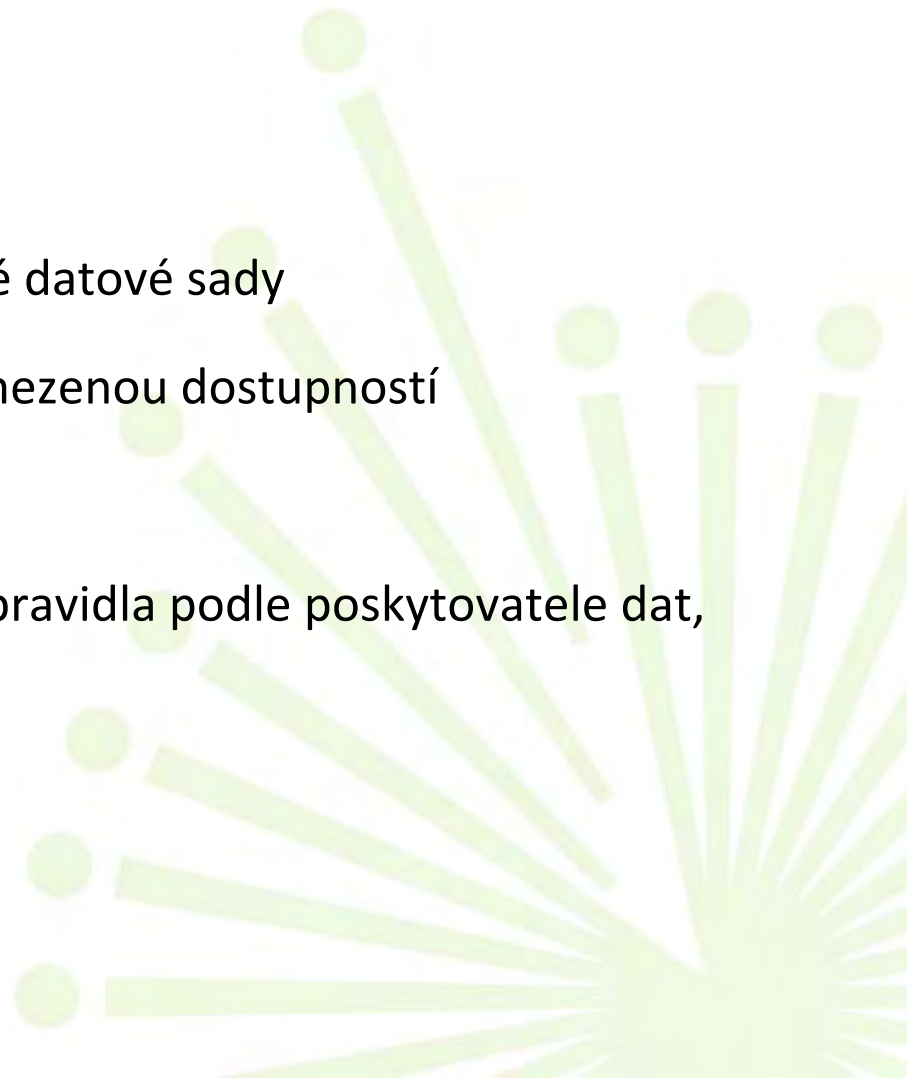 é datové sady
nezenou dostupností
pravidla podle poskytovatele dat,